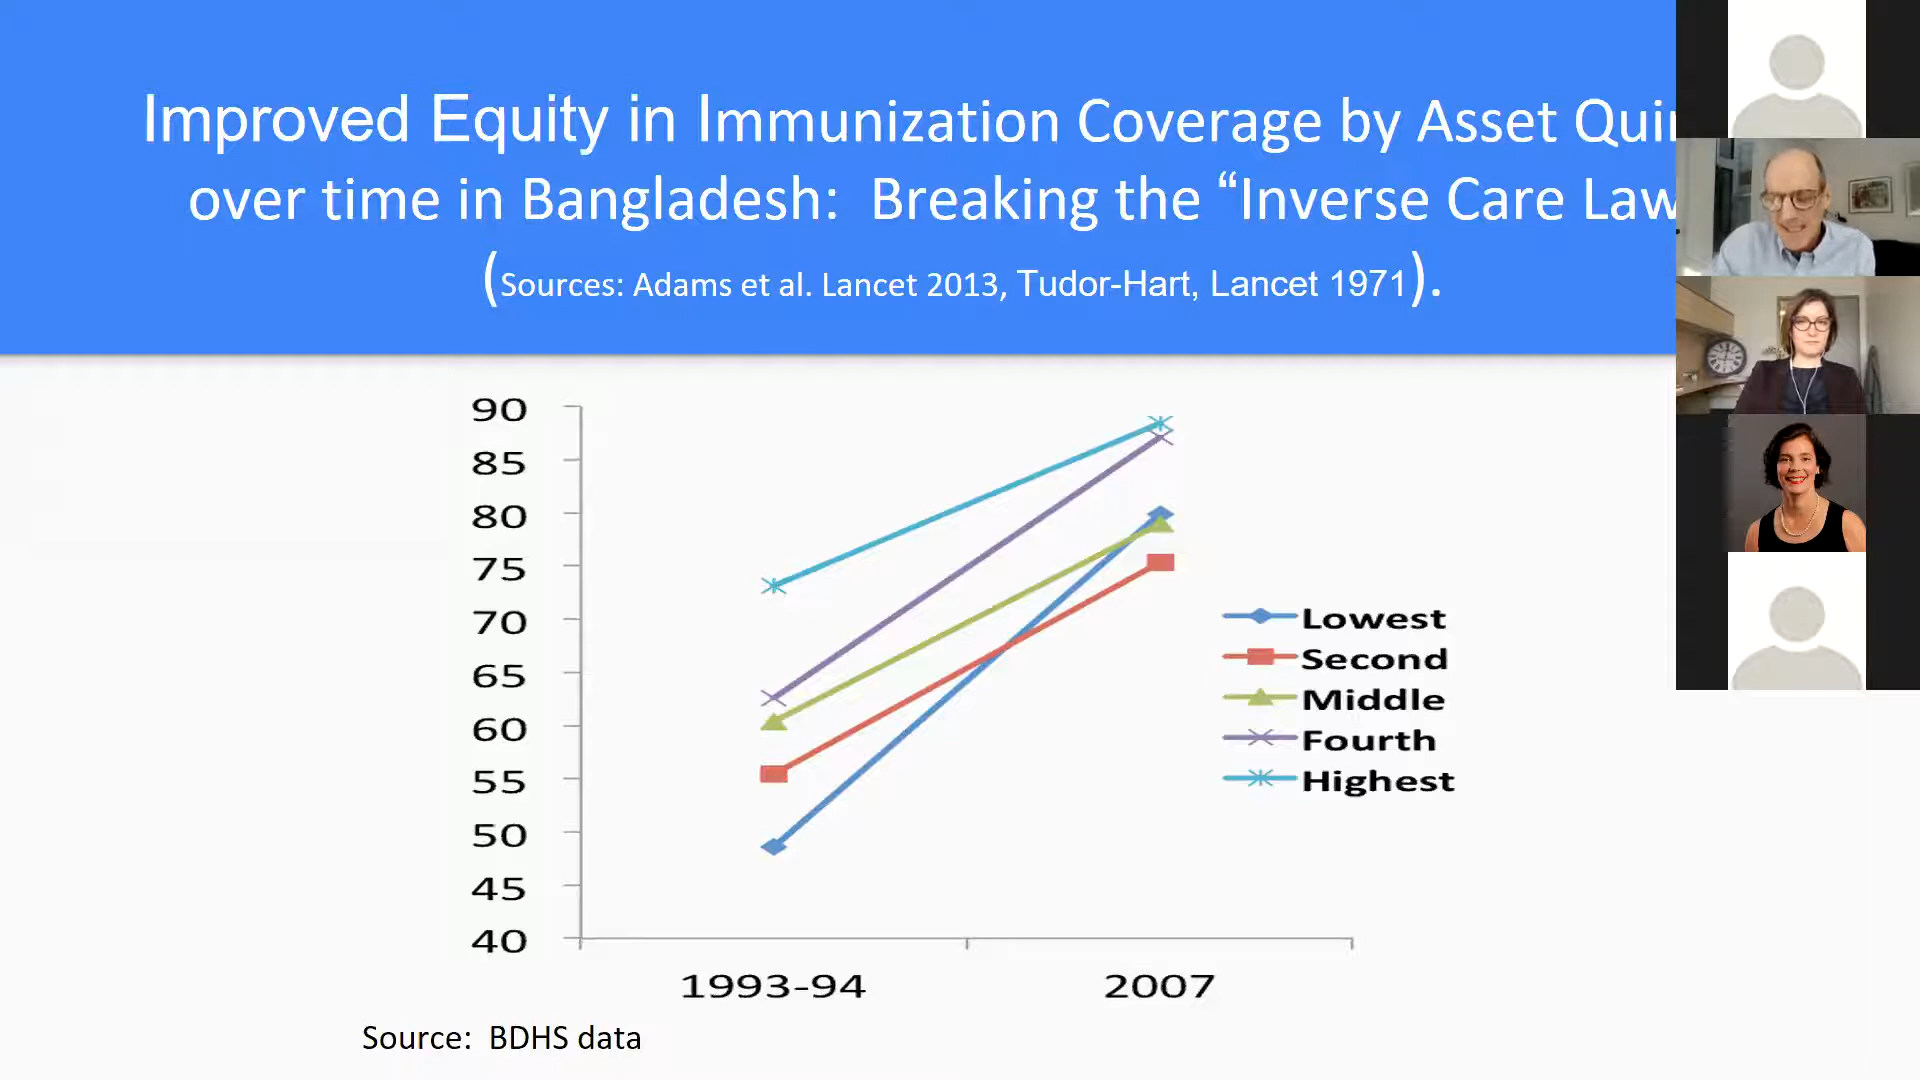 Improved Equity in Immunization Coverage by Asset
over time in Bangladesh: Breaking the “Inverse Care Law
(Sources: Adams et al. Lancet 2013, Tudor-Hart, Lancet 1971).
90
85
80
75
70
65
60
55
50
45
40
Lowest
Second
Middle
Fourth
Highest
1993-94 2007
Source: BDHS data